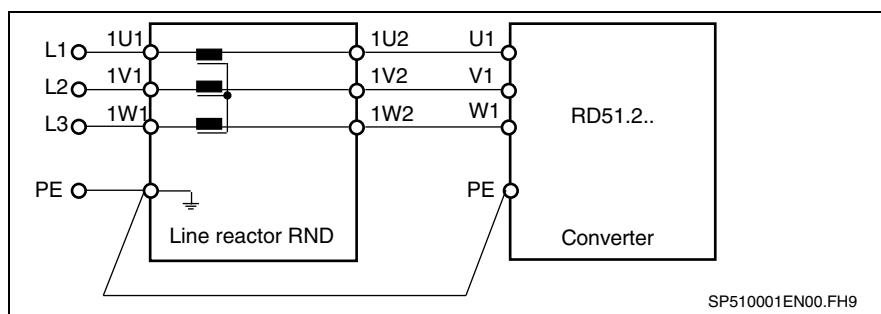 L1 1U1 1U2 U1
L2 1V1 1V2 V1
L3 1W1 1W2 W1
RD51.2..
PE PE
Line reactor RND
Converter
SP510001EN00.FH9